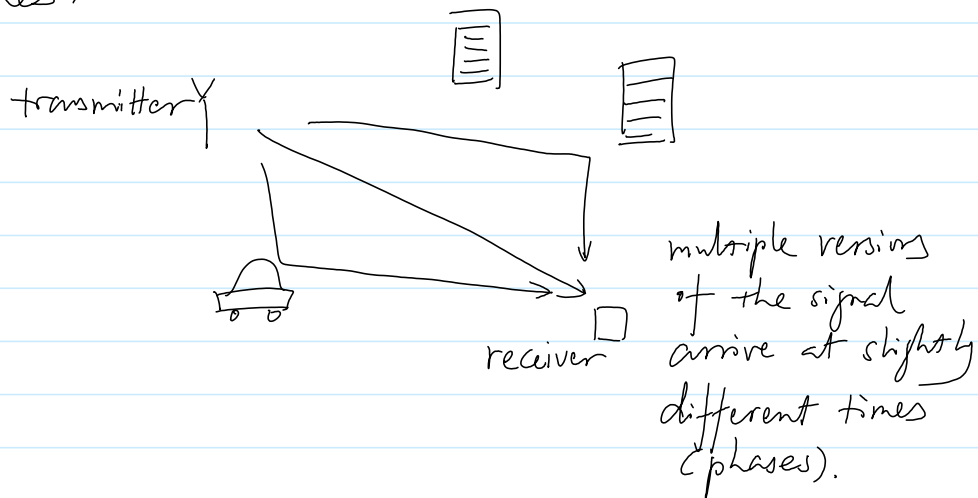 transmitter
receiver
multiple versions
of the signal
arrive at slightly
different times
(phases).